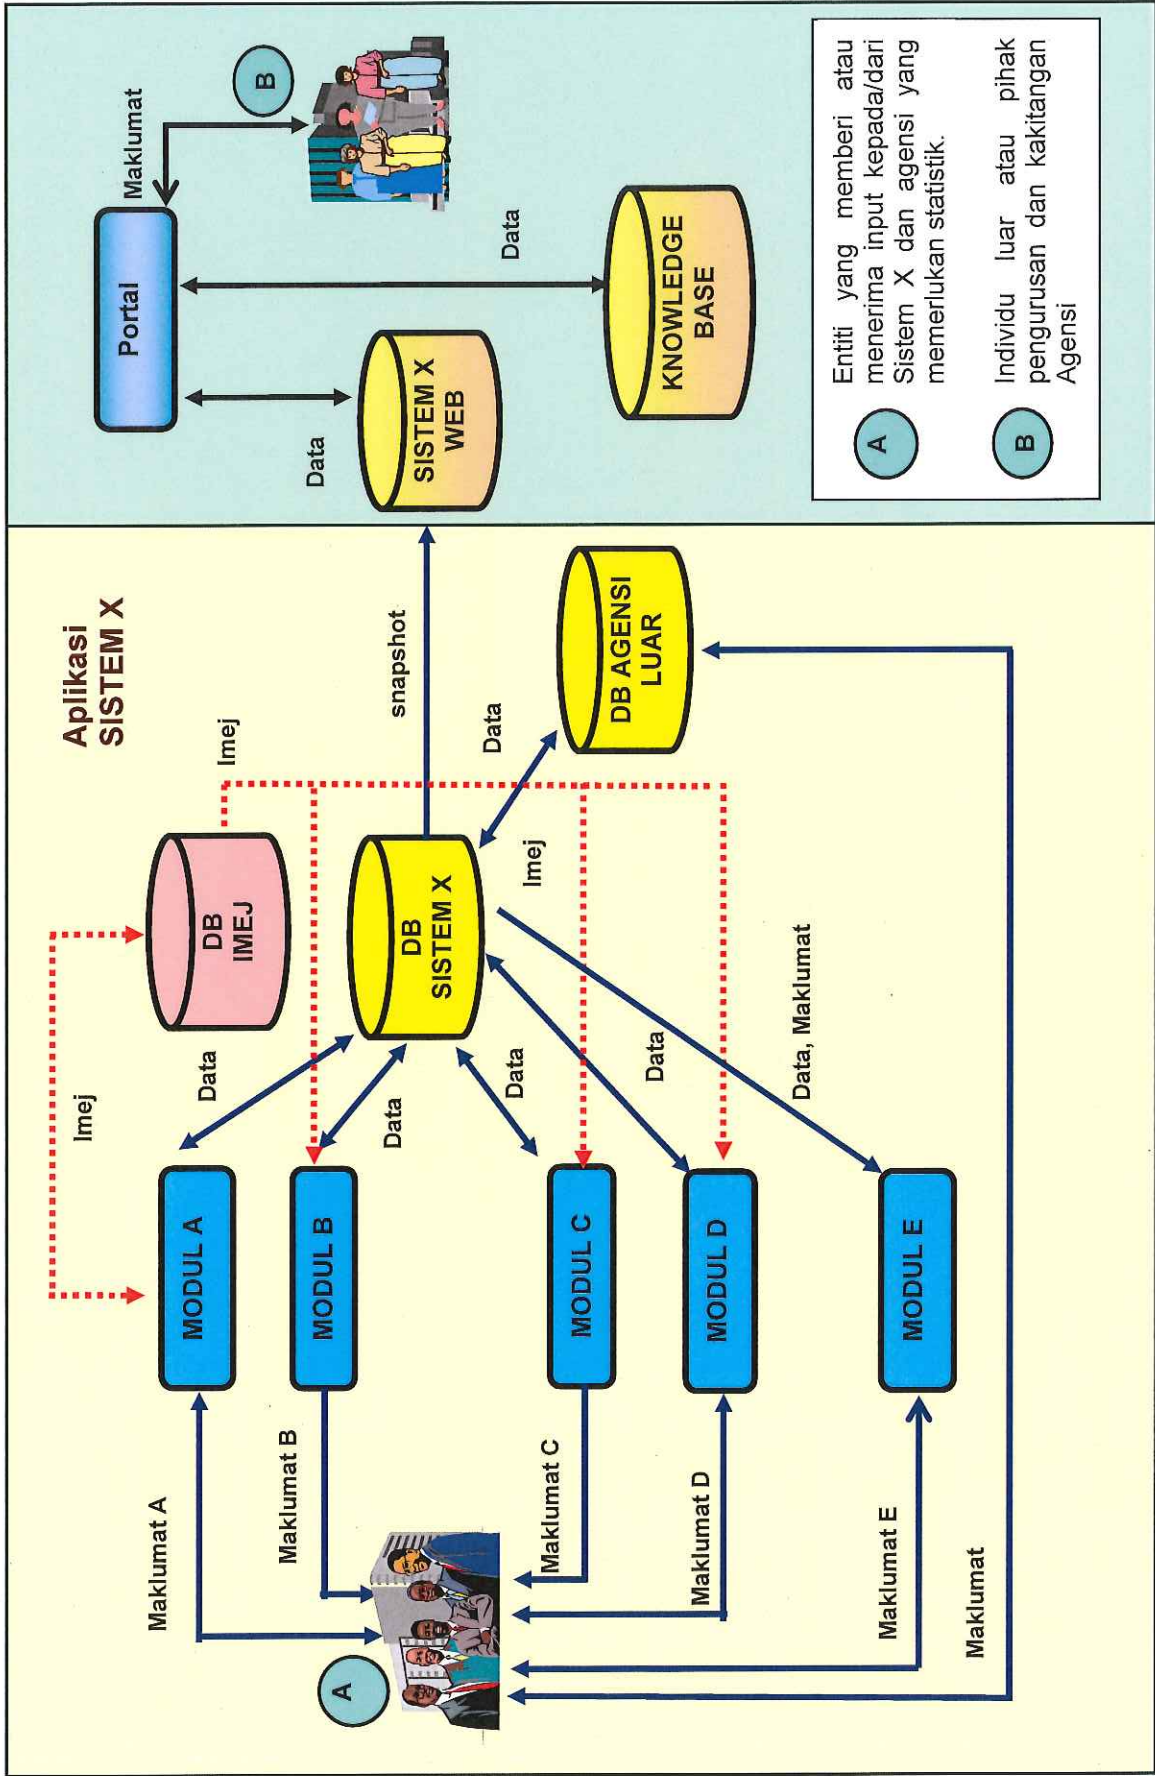 Aplikasi
SISTEM X
Imej
Imej
Maklumat A
MODUL A
Data
DB
IMEJ
Portal
Maklumat
B
Maklumat B
MODUL B
Data
snapshot
Data
A
DB
SISTEM X
SISTEM X
WEB
Data
Data
Data
Maklumat C
MODUL C
Imej
DB AGENSI
LUAR
KNOWLEDGE
BASE
Maklumat D
MODUL D
Data
Data, Maklumat
Maklumat E
MODUL E
Maklumat
A
Entiti yang memberi atau
menerima input kepada/dari
Sistem X dan agensi yang
memerlukan statistik.
B
Individu luar atau pihak
pengurusan dan kakitangan
Agensi